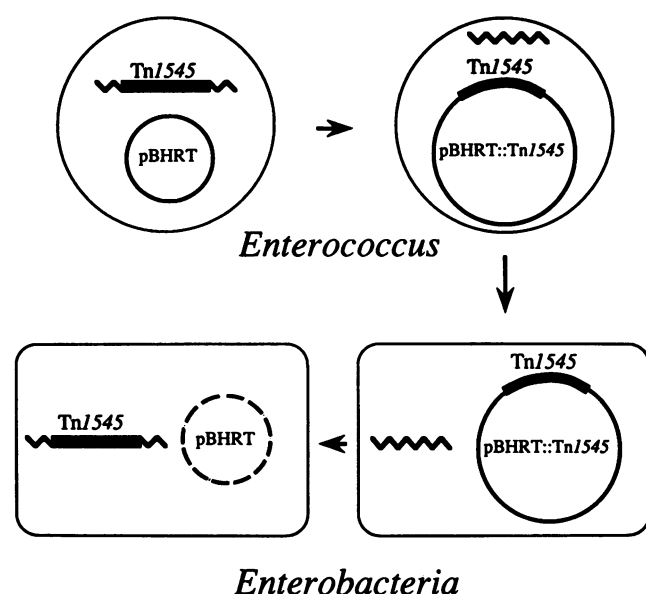 Tn1545
pBHRT
Tn1545
pBHRT::Tn1545
Enterococcus
Tn1545
pBHRT
Tn1545
pBHRT::Tn1545
Enterobacteria